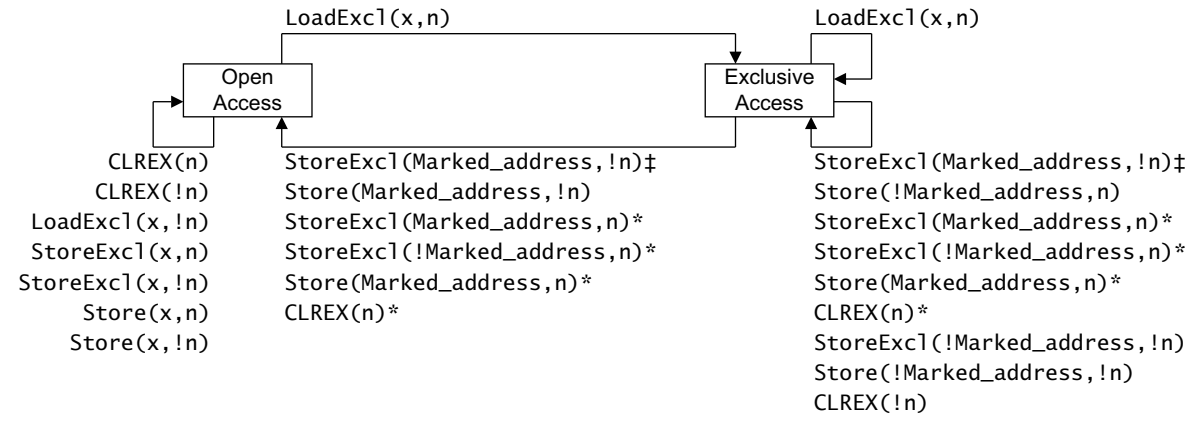 LoadExcl(x,n)
LoadExcl(x,n)
Open
Access
Exclusive
Access
CLREX(n)
CLREX(!n)
LoadExcl(x,!n)
StoreExcl(x,n)
StoreExcl(x,!n)
Store(x,n)
Store(x,!n)
StoreExcl(Marked_address,!n)‡
Store(Marked_address,!n)
StoreExcl(Marked_address,n)*
StoreExcl(!Marked_address,n)*
Store(Marked_address,n)*
CLREX(n)*
StoreExcl(Marked_address,!n)‡
Store(!Marked_address,n)
StoreExcl(Marked_address,n)*
StoreExcl(!Marked_address,n)*
Store(Marked_address,n)*
CLREX(n)*
StoreExcl(!Marked_address,!n)
Store(!Marked_address,!n)
CLREX(!n)